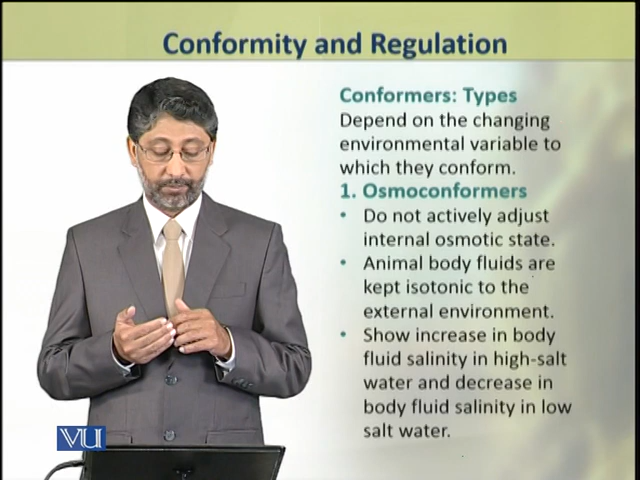 Conformity and Regulation
Conformers: Types
Depend on the changing
environmental variable to
which they conform.
1. Osmoconformers
• Do not actively adjust
internal osmotic state.
• Animal body fluids are
kept isotonic to the
external environment.
• Show increase in body
fluid salinity in high-salt
water and decrease in
body fluid salinity in low
salt water.
VU